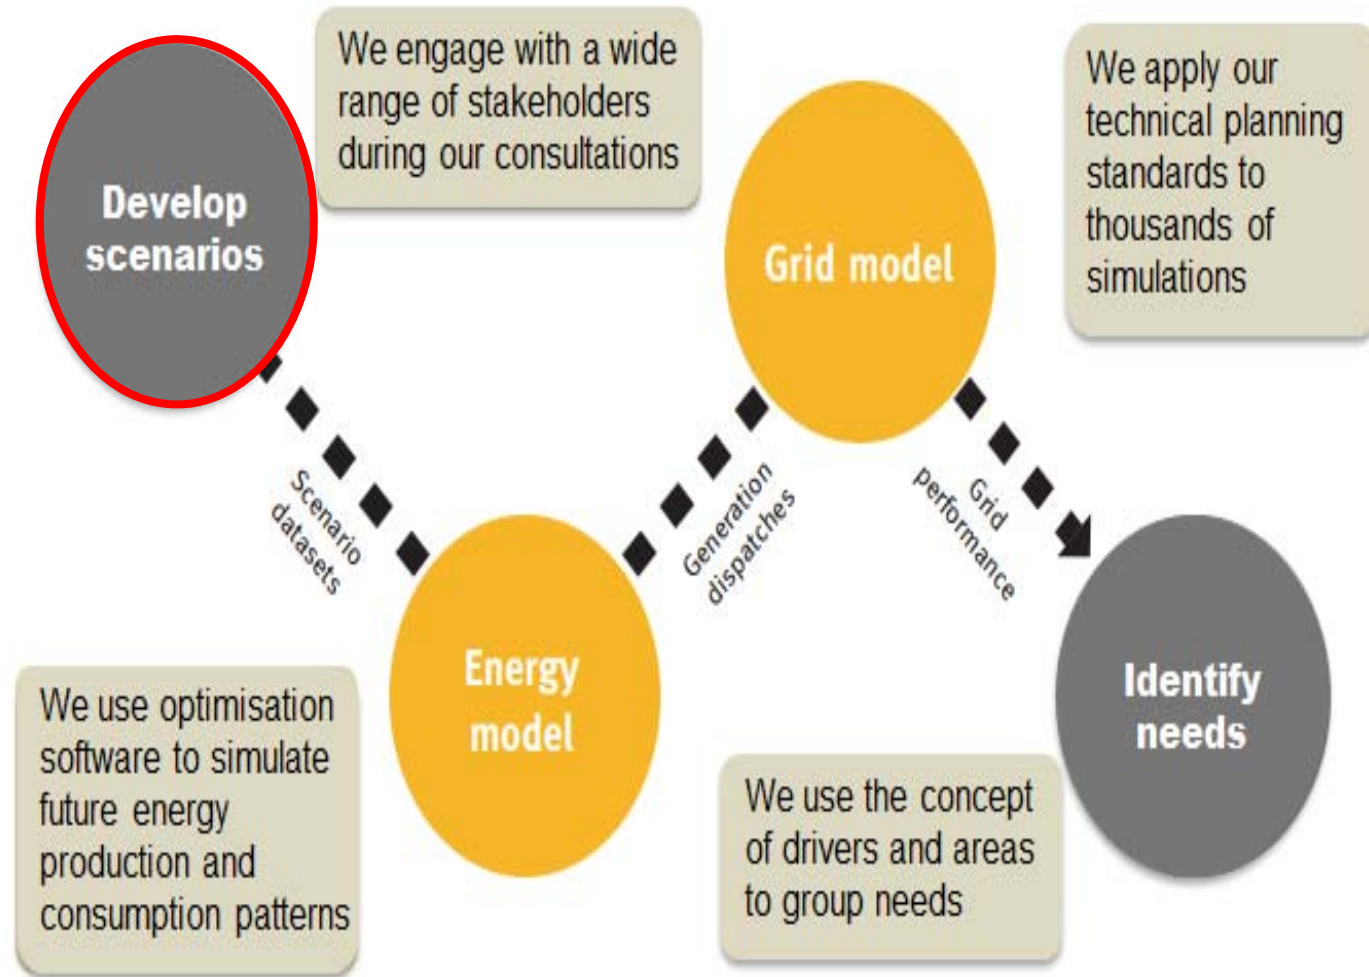 Develop
scenarios
We engage with a wide
range of stakeholders
during our consultations
Scenario
datasets
Energy
model
We use optimisation
software to simulate
future energy
production and
consumption patterns
Generation
dispatches
Grid model
We apply our
technical planning
standards to
thousands of
simulations
Grid
performance
Identify
needs
We use the concept
of drivers and areas
to group needs